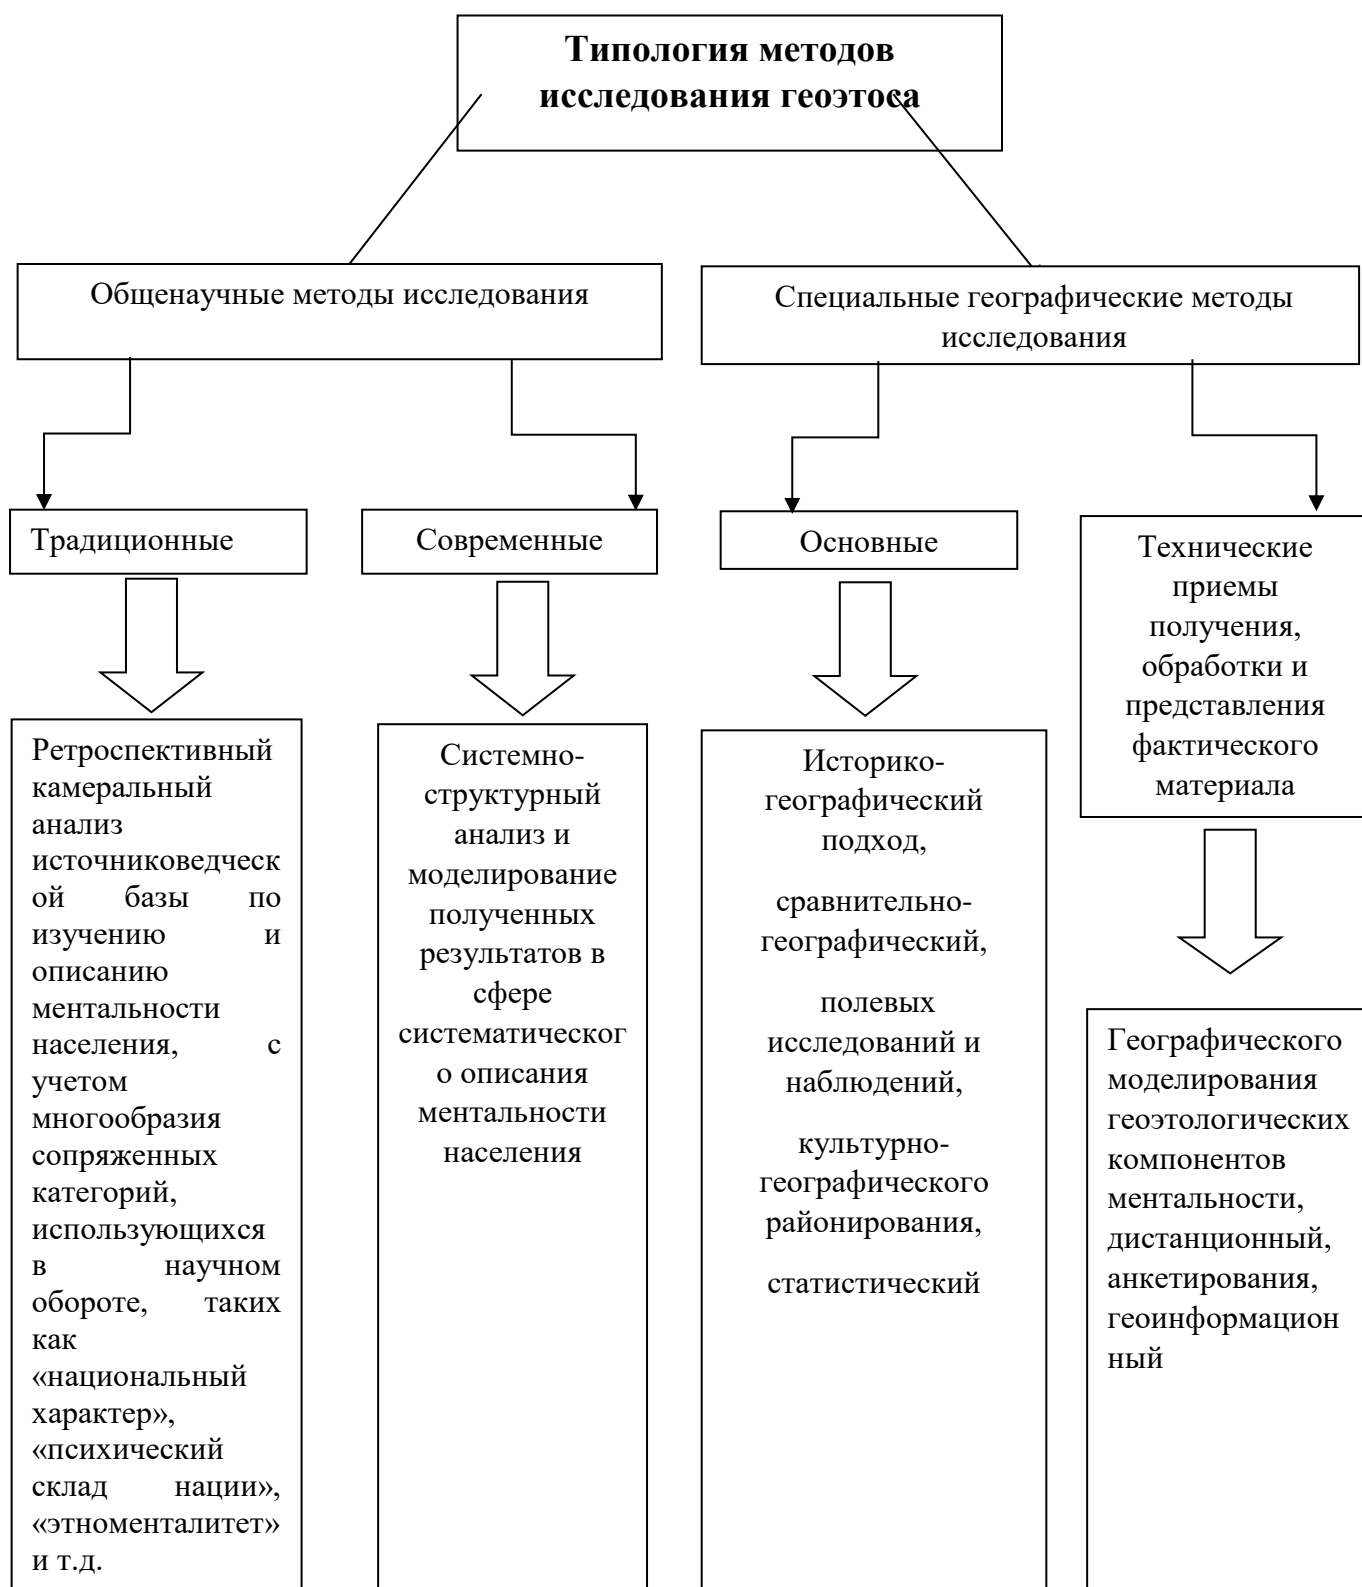 Типология методов
исследования геоэтоса
Общенаучные методы исследования
Специальные географические методы
исследования
Традиционные
Современные
Основные
Технические
приемы
получения,
обработки и
представления
фактического
материала
Ретроспективный
камеральный
анализ
источниковедческ
ой базы по
изучению и
описанию
ментальности
населения, с
учетом
многообразия
сопряженных
категорий,
использующихся
в научном
обороте, таких
как
«национальный
характер»,
«психический
склад нации»,
«этноменталитет»
и т.д.
Системно-
структурный
анализ и
моделирование
полученных
результатов в
сфере
систематическог
о описания
ментальности
населения
Историко-
географический
подход,
сравнительно-
географический,
полевых
исследований и
наблюдений,
культурно-
географического
районирования,
статистический
Географического
моделирования
геоэтологических
компонентов
ментальности,
дистанционный,
анкетирования,
геоинформацион
ный